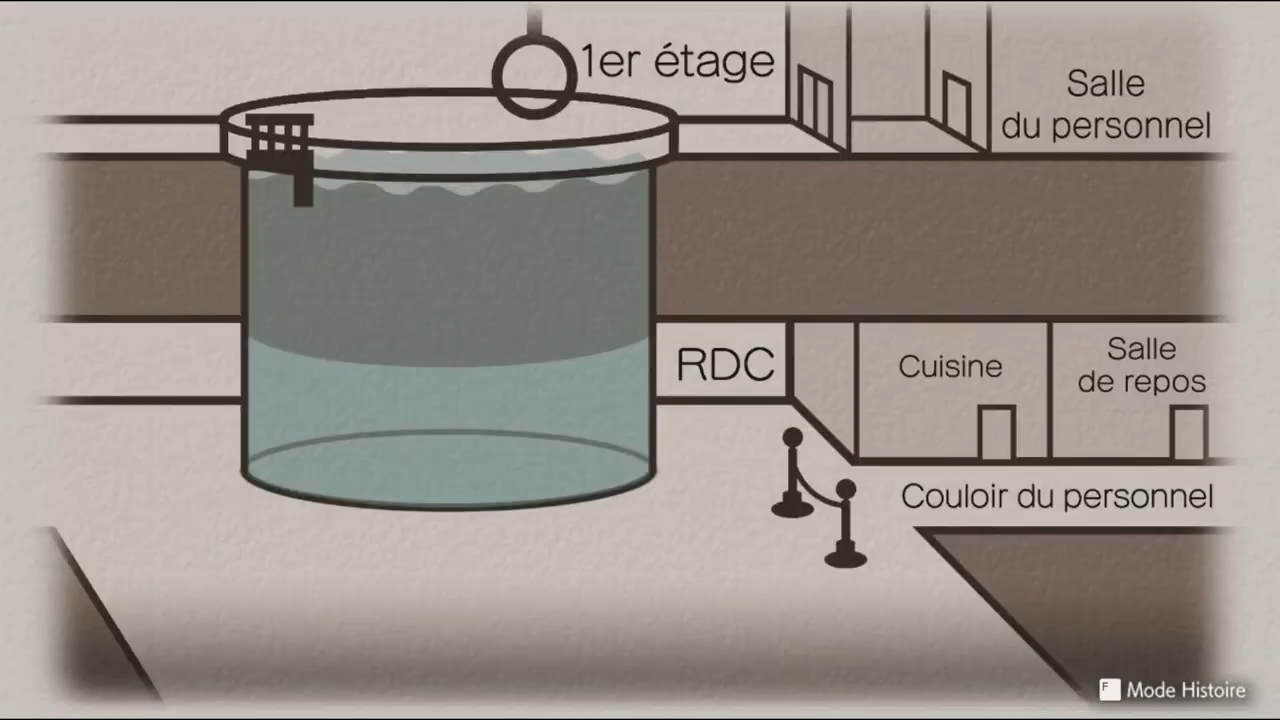 1er étage
Salle
du personnel
RDC
Cuisine
Salle
de repos
Couloir du personnel
F Mode Histoire